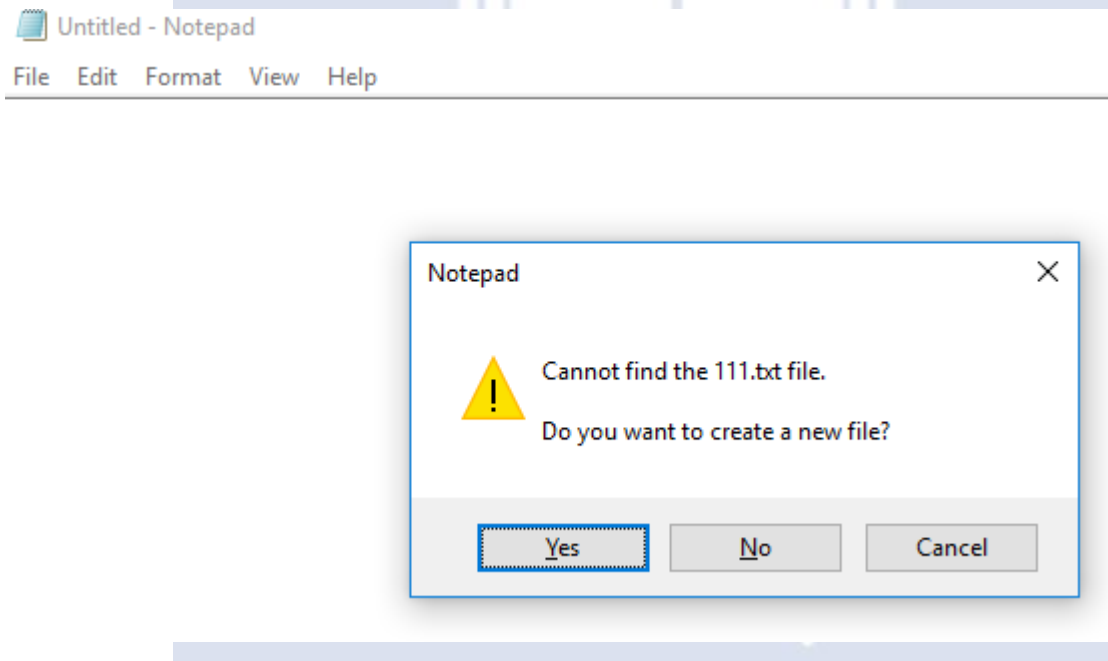 Untitled - Notepad
File Edit Format View Help
Notepad
Cannot find the 111.txt file.
Do you want to create a new file?
Yes No Cancel